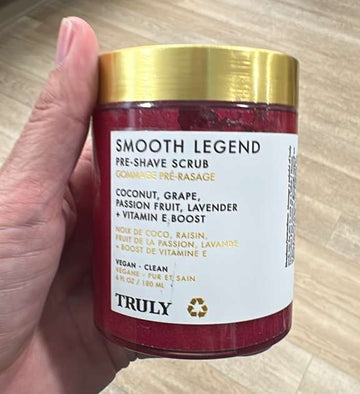 SMOOTH LEGEND
PRE-SHAVE SCRUB
GOMMAGE PRÉ-RASAGE
COCONUT, GRAPE,
PASSION FRUIT, LAVENDER
+ VITAMIN E BOOST
NOIX DE COCO, RAISIN,
FRUIT DE LA PASSION, LAVANDE
+ BOOST DE VITAMINE E
VEGAN - CLEAN
VÉGANE - PUR ET SAIN
6 FL OZ / 180 ML
TRULY